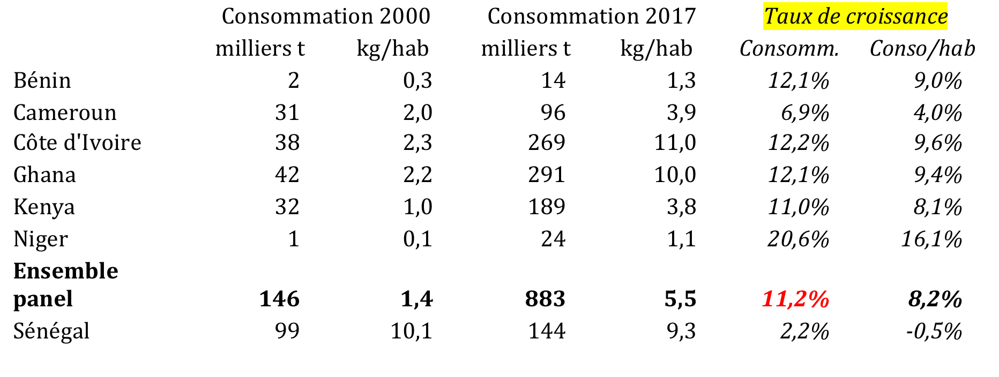 Consommation 2000 Consommation 2017 Taux de croissance
milliers t kg/hab milliers t kg/hab Consomm. Conso/hab
Bénin 2 0,3 14 1,3 12,1% 9,0%
Cameroun 31 2,0 96 3,9 6,9% 4,0%
Côte d'Ivoire 38 2,3 269 11,0 12,2% 9,6%
Ghana 42 2,2 291 10,0 12,1% 9,4%
Kenya 32 1,0 189 3,8 11,0% 8,1%
Niger 1 0,1 24 1,1 20,6% 16,1%
Ensemble
panel 146 1,4 883 5,5 11,2% 8,2%
Sénégal 99 10,1 144 9,3 2,2% -0,5%